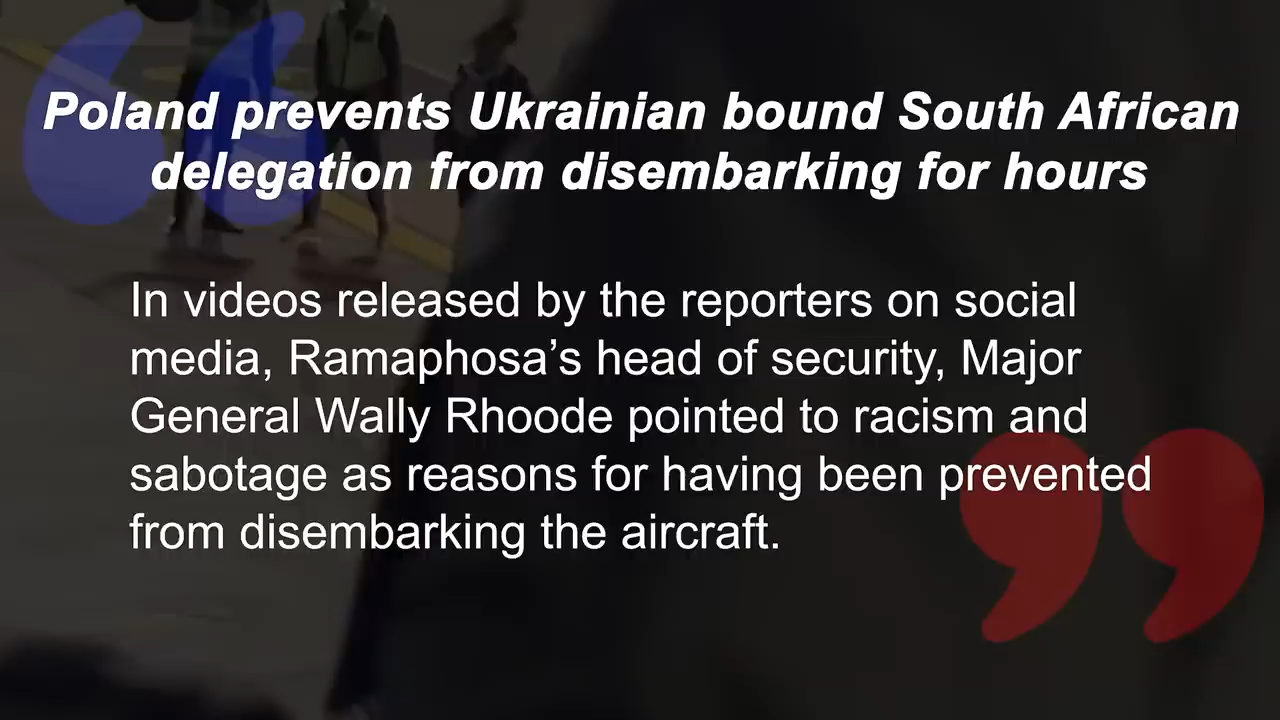 Poland prevents Ukrainian bound South African
delegation from disembarking for hours
In videos released by the reporters on social
media, Ramaphosa’s head of security, Major
General Wally Rhoode pointed to racism and
sabotage as reasons for having been prevented
from disembarking the aircraft.